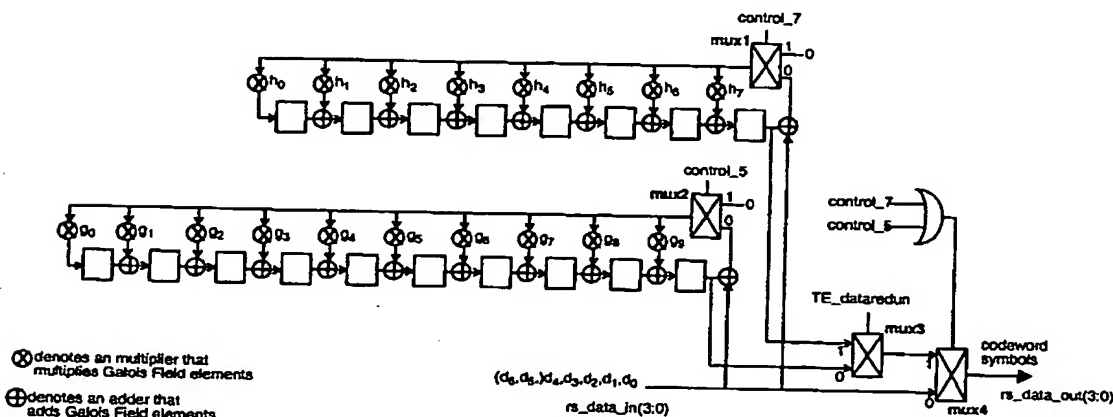 control_7
mux1
1
0
0
h0
h1
h2
h3
h4
h5
h6
h7
control_5
mux2
1
0
0
g0
g1
g2
g3
g4
g5
g6
g7
g8
g9
control_7
control_5
TE_dataredun
mux3
1
0
codeword
symbols
1
0
mux4
rs_data_out(3:0)
(d6,d5,)d4,d3,d2,d1,d0
rs_data_in(3:0)
⊗ denotes an multiplier that
multiplies Galois Field elements
⊕ denotes an adder that
adds Galois Field elements